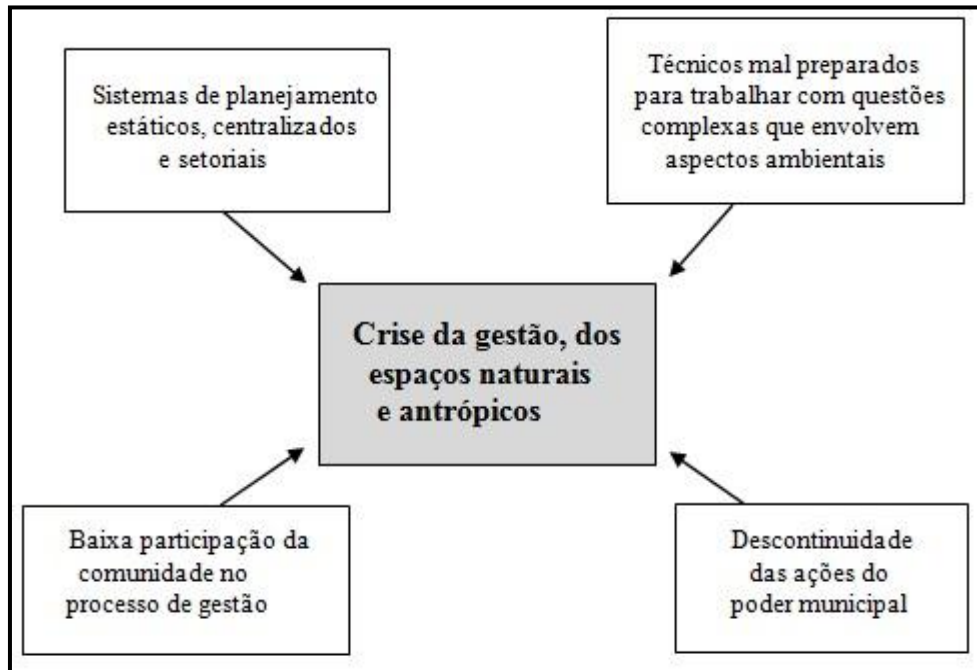 Sistemas de planejamento
estáticos, centralizados
e setoriais
Técnicos mal preparados
para trabalhar com questões
complexas que envolvem
aspectos ambientais
Crise da gestão, dos
espaços naturais
e antrópicos
Baixa participação da
comunidade no
processo de gestão
Descontinuidade
das ações do
poder municipal